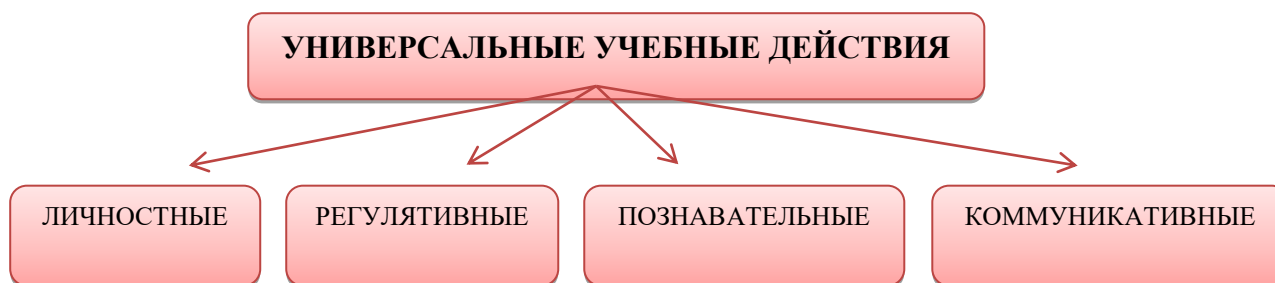 УНИВЕРСАЛЬНЫЕ УЧЕБНЫЕ ДЕЙСТВИЯ
ЛИЧНОСТНЫЕ
РЕГУЛЯТИВНЫЕ
ПОЗНАВАТЕЛЬНЫЕ
КОММУНИКАТИВНЫЕ